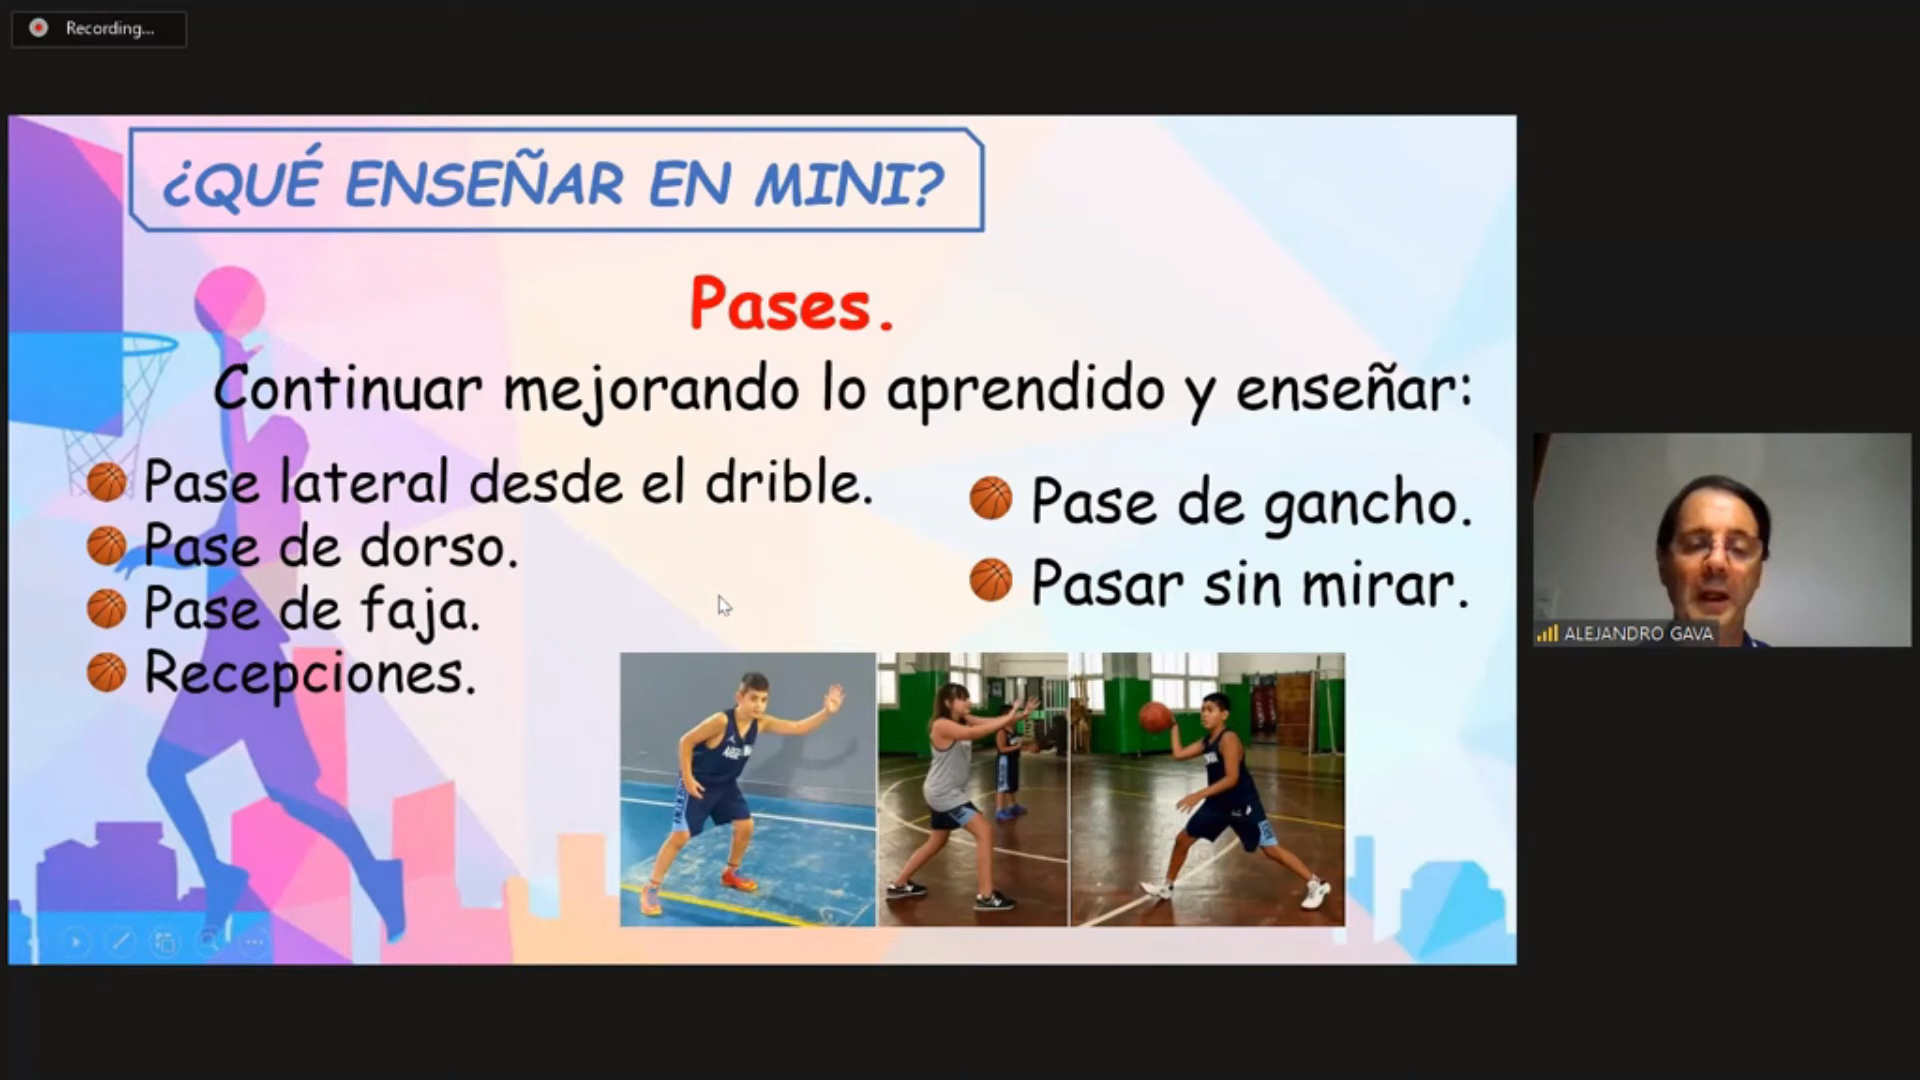 Recording...
¿QUÉ ENSEÑAR EN MINI?
Pases.
Continuar mejorando lo aprendido y enseñar:
Pase lateral desde el drible.
Pase de dorso.
Pase de faja.
Recepciones.
Pase de gancho.
Pasar sin mirar.
ALEJANDRO GAVA